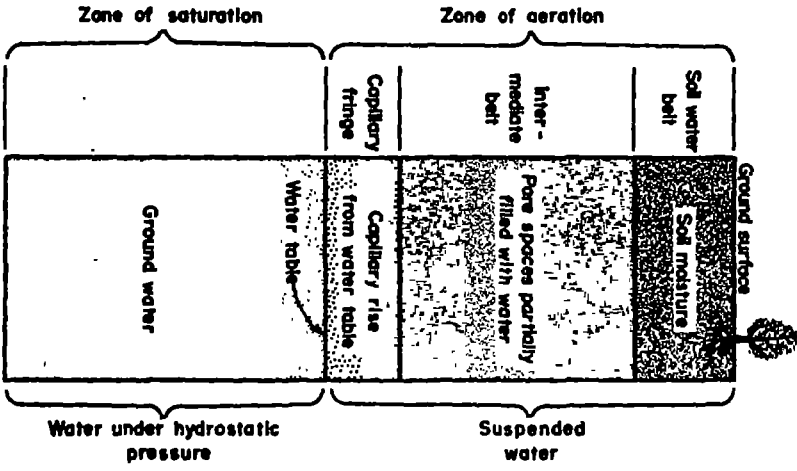 Zone of saturation
Zone of aeration
Capillary
fringe
Inter-
mediate
belt
Soil water
belt
Ground surface
Ground water
Water table
Capillary rise
from water table
Pore spaces partially
filled with water
Soil moisture
Water under hydrostatic
pressure
Suspended
water